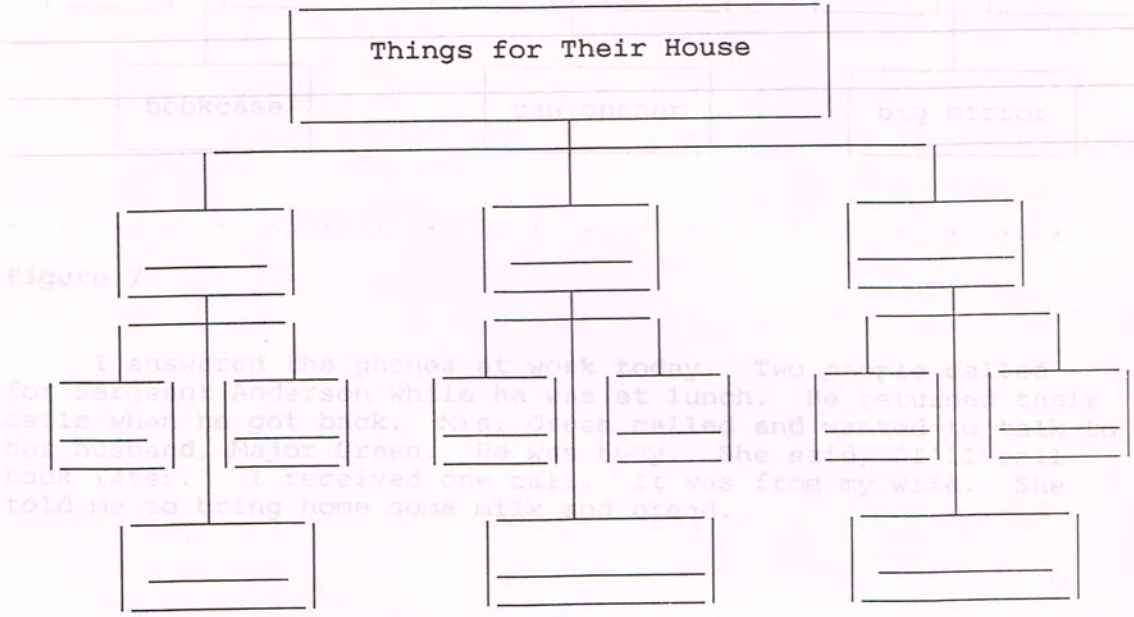 Things for Their House
bookcase
can opener
big mirror
Figure 7
I answered the phones at work today. Two people called
for Sergeant Anderson while he was at lunch. He returned their
calls when he got back. Mrs. Green called and wanted to talk to
her husband, Major Green. He was busy. She said, "I'll call
back later." I received one call. It was from my wife. She
told me to bring home some milk and bread.